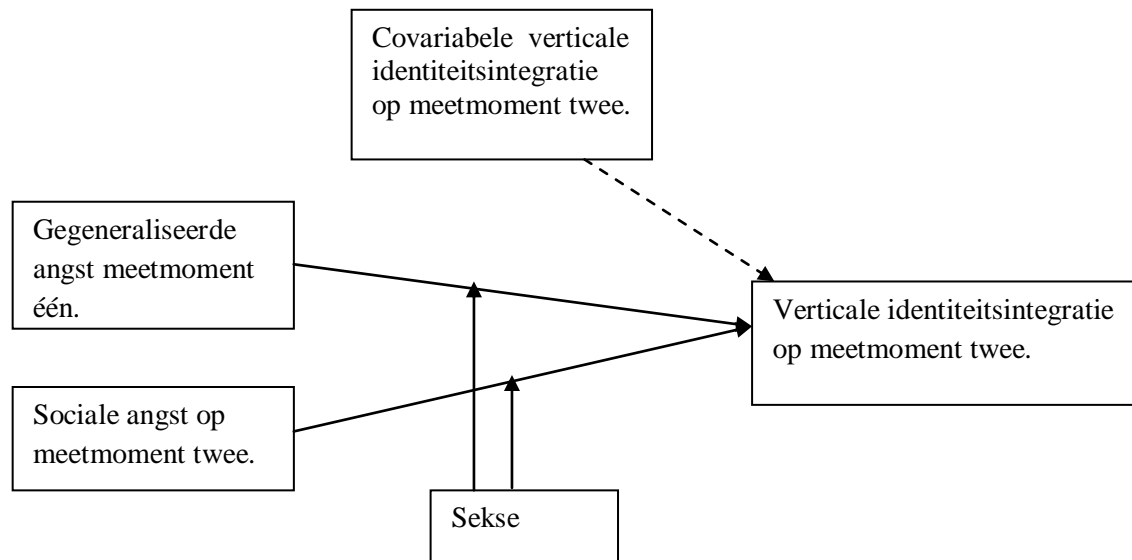 Covariabele verticale
identiteitsintegratie
op meetmoment twee.
Gegeneraliseerde
angst meetmoment
één.
Verticale identiteitsintegratie
op meetmoment twee.
Sociale angst op
meetmoment twee.
Sekse